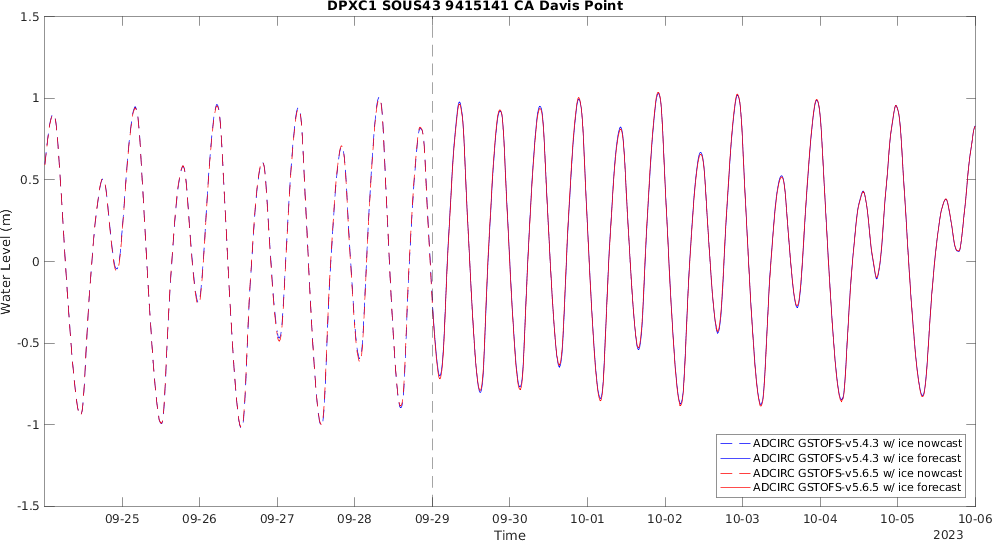 DPXC1 SOUS43 9415141 CA Davis Point
1.5
1
0.5
0
-0.5
-1
-1.5
Water Level (m)
09-25 09-26 09-27 09-28 09-29 09-30 10-01 10-02 10-03 10-04 10-05 10-06
Time
2023
ADCIRC GSTOFS-v5.4.3 w/ ice nowcast
ADCIRC GSTOFS-v5.4.3 w/ ice forecast
ADCIRC GSTOFS-v5.6.5 w/ ice nowcast
ADCIRC GSTOFS-v5.6.5 w/ ice forecast